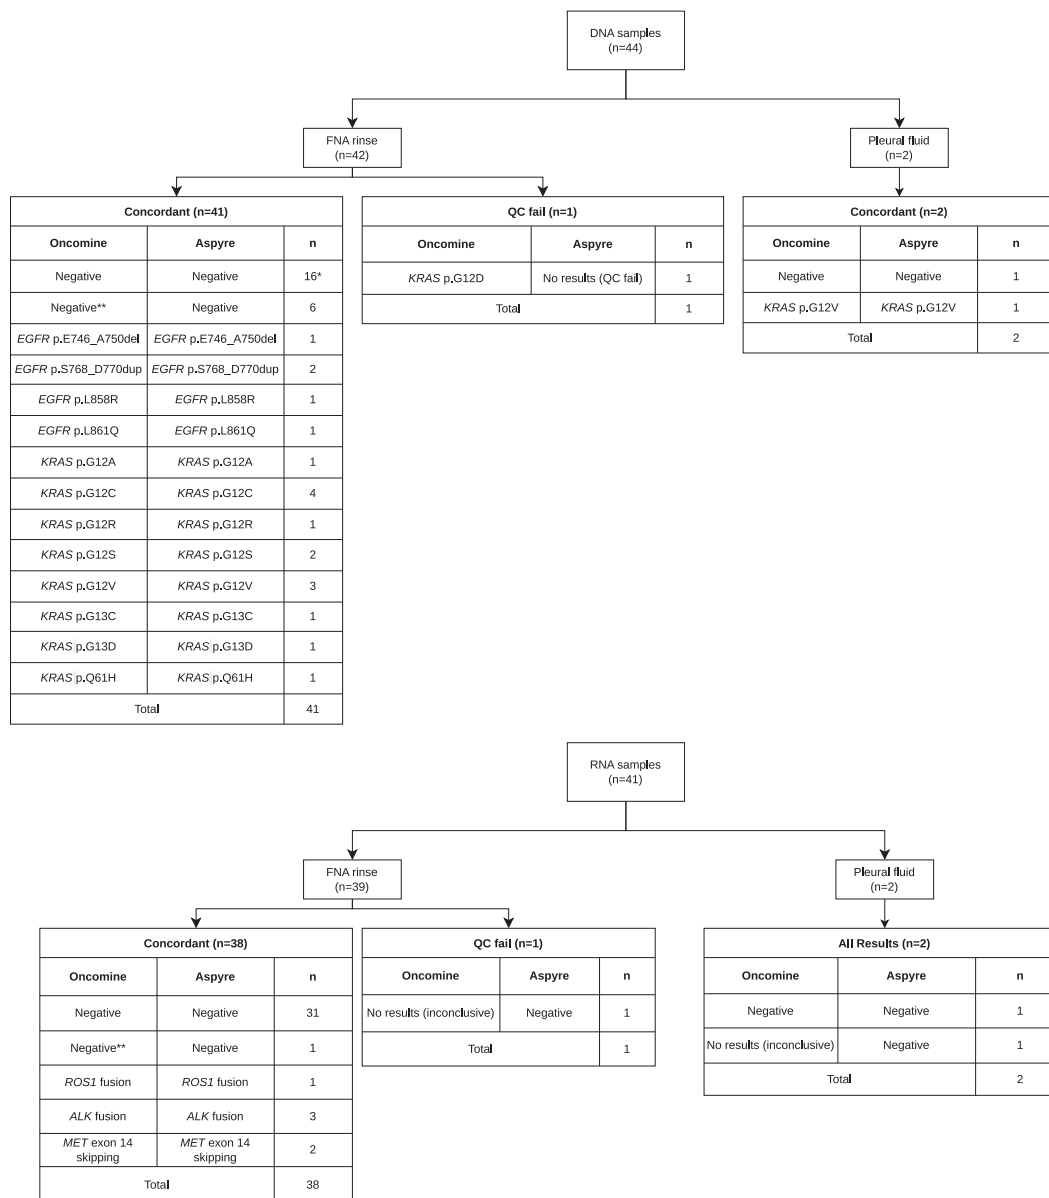 DNA samples
(n=44)
FNA rinse
(n=42)
Pleural fluid
(n=2)
Concordant (n=41)
Oncomine Aspyre n
Negative Negative 16*
Negative** Negative 6
EGFR p.E746_A750del EGFR p.E746_A750del 1
EGFR p.S768_D770dup EGFR p.S768_D770dup 2
EGFR p.L858R EGFR p.L858R 1
EGFR p.L861Q EGFR p.L861Q 1
KRAS p.G12A KRAS p.G12A 1
KRAS p.G12C KRAS p.G12C 4
KRAS p.G12R KRAS p.G12R 1
KRAS p.G12S KRAS p.G12S 2
KRAS p.G12V KRAS p.G12V 3
KRAS p.G13C KRAS p.G13C 1
KRAS p.G13D KRAS p.G13D 1
KRAS p.Q61H KRAS p.Q61H 1
Total 41
QC fail (n=1)
Oncomine Aspyre n
KRAS p.G12D No results (QC fail) 1
Total 1
Concordant (n=2)
Oncomine Aspyre n
Negative Negative 1
KRAS p.G12V KRAS p.G12V 1
Total 2
RNA samples
(n=41)
FNA rinse
(n=39)
Pleural fluid
(n=2)
Concordant (n=38)
Oncomine Aspyre n
Negative Negative 31
Negative** Negative 1
ROS1 fusion ROS1 fusion 1
ALK fusion ALK fusion 3
MET exon 14 MET exon 14
skipping skipping 2
Total 38
QC fail (n=1)
Oncomine Aspyre n
No results (inconclusive) Negative 1
Total 1
All Results (n=2)
Oncomine Aspyre n
Negative Negative 1
No results (inconclusive) Negative 1
Total 2